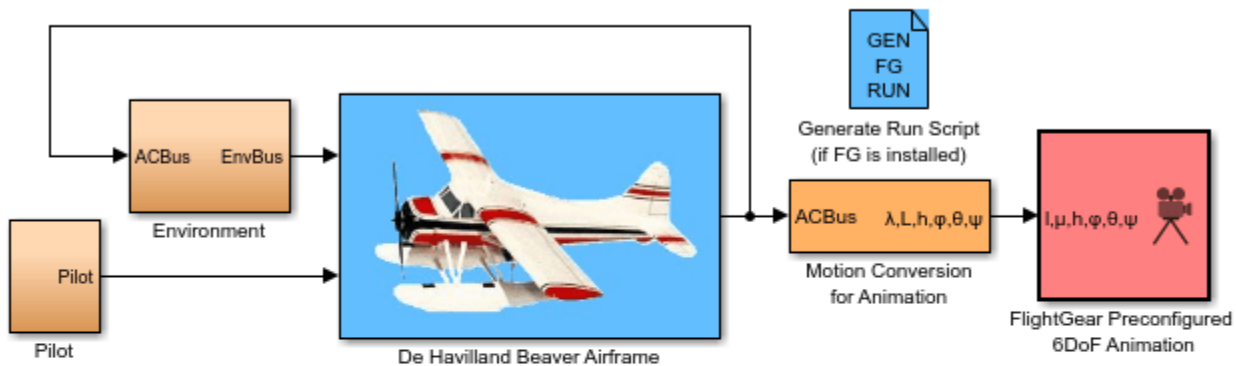 GEN
FG
RUN
Generate Run Script
(if FG is installed)
ACBus EnvBus
Environment
Pilot
Pilot
De Havilland Beaver Airframe
ACBus λ,L,h,φ,θ,ψ
Motion Conversion
for Animation
l,μ,h,φ,θ,ψ
FlightGear Preconfigured
6DoF Animation